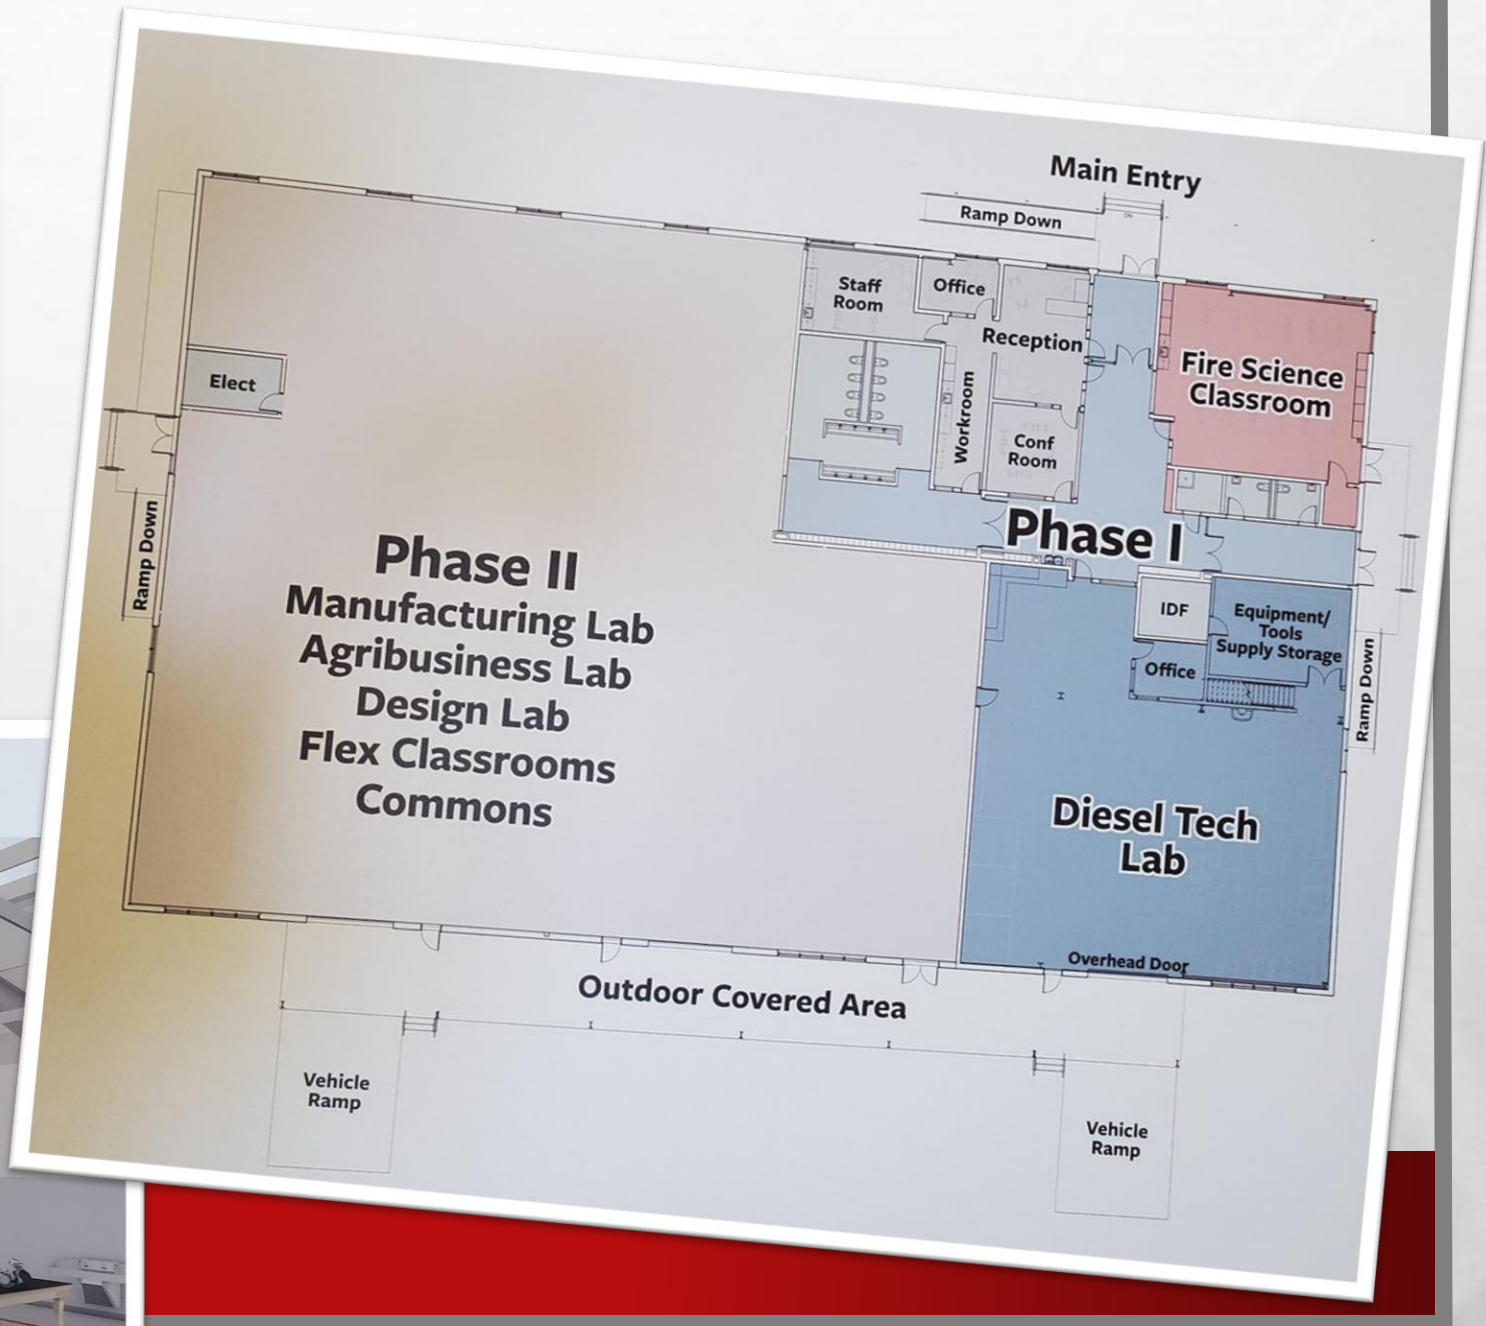 Main Entry
Ramp Down
Staff
Room
Office
Reception
Fire Science
Classroom
Elect
Workroom
Conf
Room
Ramp Down
Phase I
Phase II
Manufacturing Lab
Agribusiness Lab
Design Lab
Flex Classrooms
Commons
IDF
Equipment/
Tools
Supply Storage
Office
Ramp Down
Diesel Tech
Lab
Overhead Door
Outdoor Covered Area
Vehicle
Ramp
Vehicle
Ramp